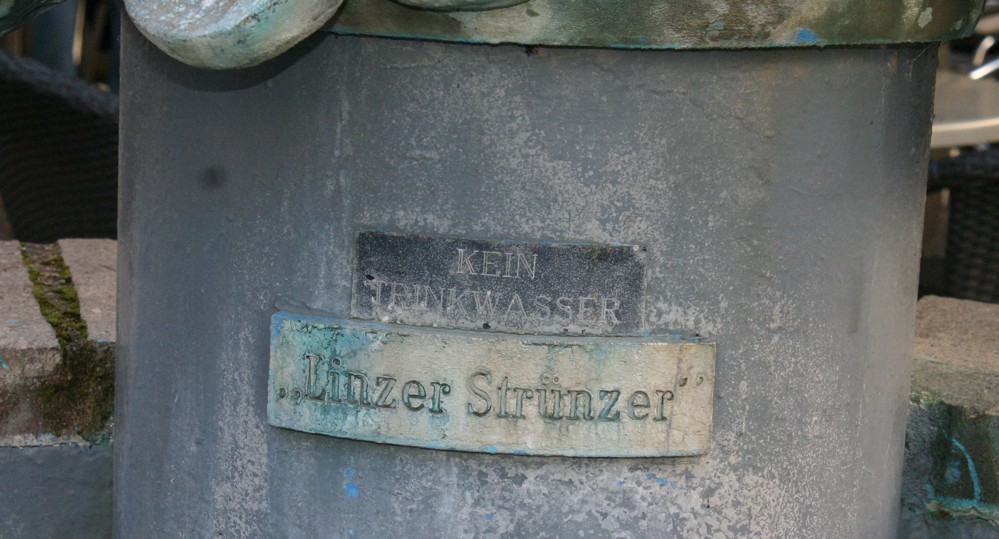 KEIN
TRINKWASSER
„Linzer Strünzer“